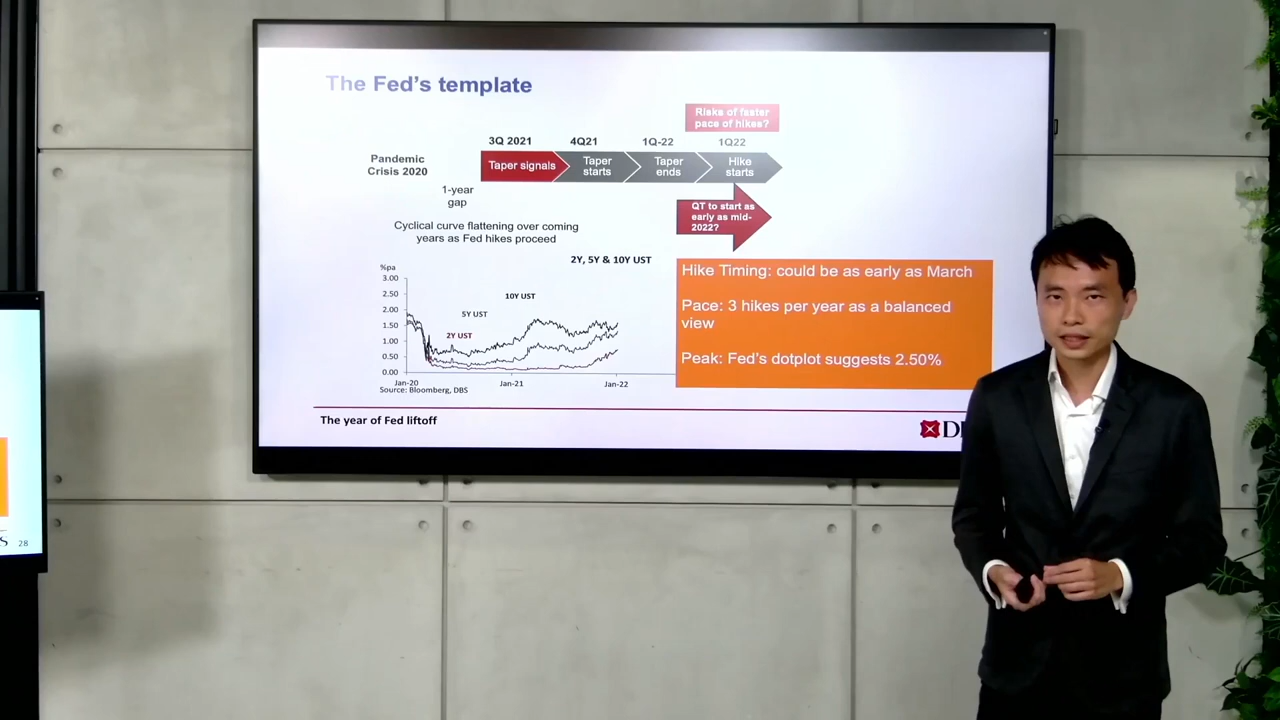 The Fed's template
Risks of faster
pace of hikes?
3Q 2021
4Q21
1Q-22
1Q22
Pandemic
Crisis 2020
Taper signals
Taper
starts
Taper
ends
Hike
starts
1-year
gap
QT to start as
early as mid-
2022?
Cyclical curve flattening over coming
years as Fed hikes proceed
2Y, 5Y & 10Y UST
%pa
3.00
2.50
2.00
1.50
1.00
0.50
0.00
10Y UST
5Y UST
2Y UST
Jan-20
Jan-21
Jan-22
Source: Bloomberg, DBS
Hike Timing: could be as early as March
Pace: 3 hikes per year as a balanced
view
Peak: Fed's dotplot suggests 2.50%
The year of Fed liftoff
D
S
28